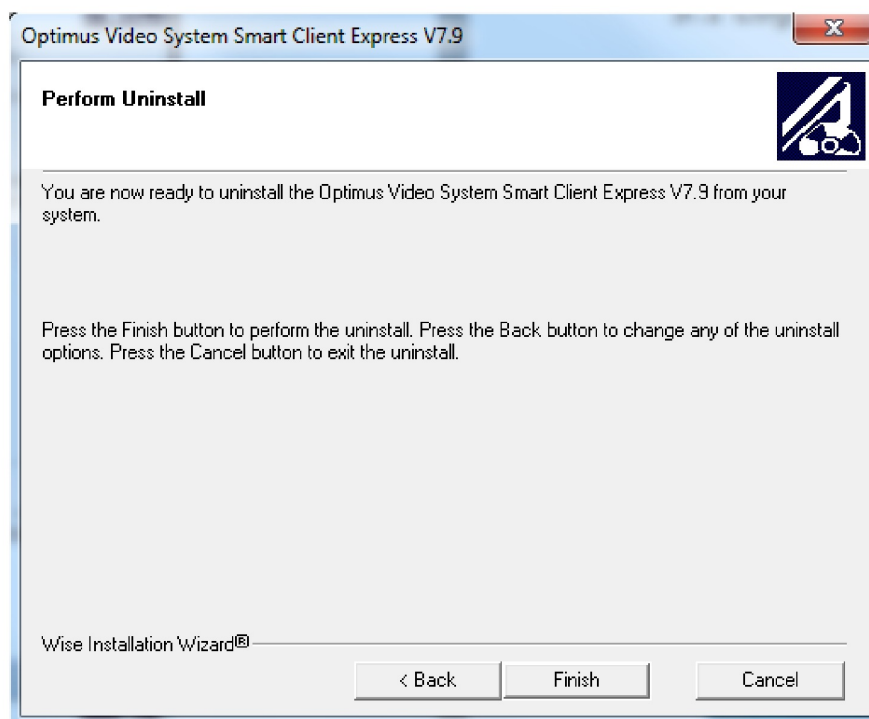 Optimus Video System Smart Client Express V7.9
Perform Uninstall
You are now ready to uninstall the Optimus Video System Smart Client Express V7.9 from your
system.
Press the Finish button to perform the uninstall. Press the Back button to change any of the uninstall
options. Press the Cancel button to exit the uninstall.
Wise Installation Wizard®
< Back
Finish
Cancel